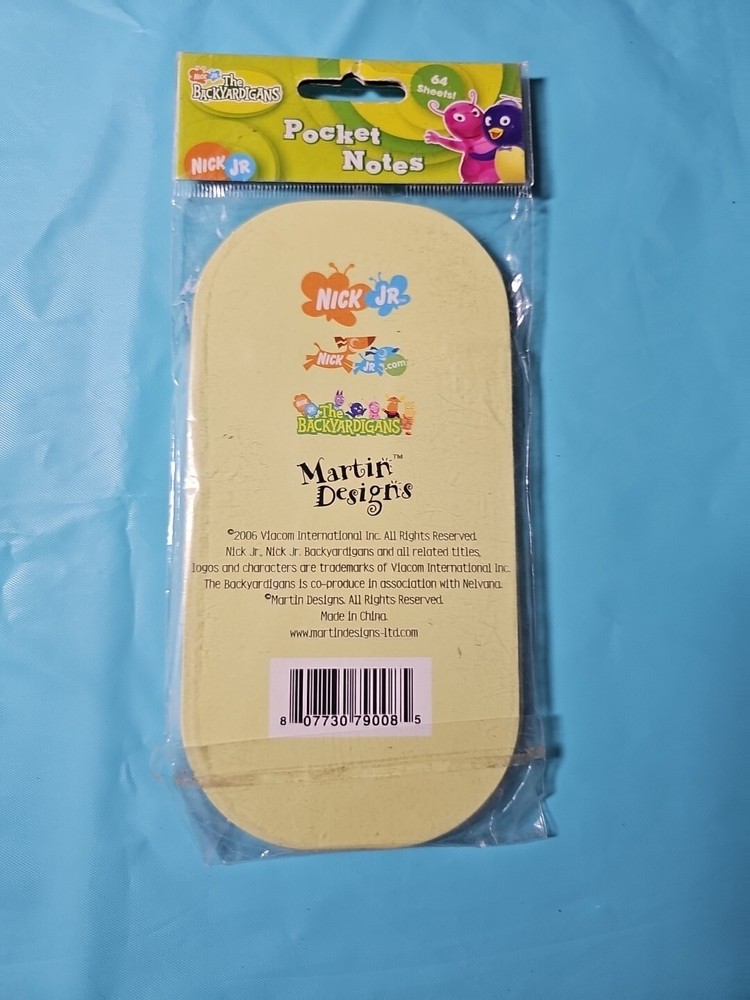 NICK JR The
BACKYARDIGANS
64
Sheets!
Pocket
Notes
NICK JR
NICK JR
NICK
JR .com
The
BACKYARDIGANS
Martin™
Designs
©2006 Viacom International Inc. All Rights Reserved.
Nick Jr., Nick Jr. Backyardigans and all related titles,
logos and characters are trademarks of Viacom International Inc.
The Backyardigans is co-produce in association with Nelvana.
©Martin Designs. All Rights Reserved.
Made in China.
www.martindesigns-ltd.com
8 07730 79008 5